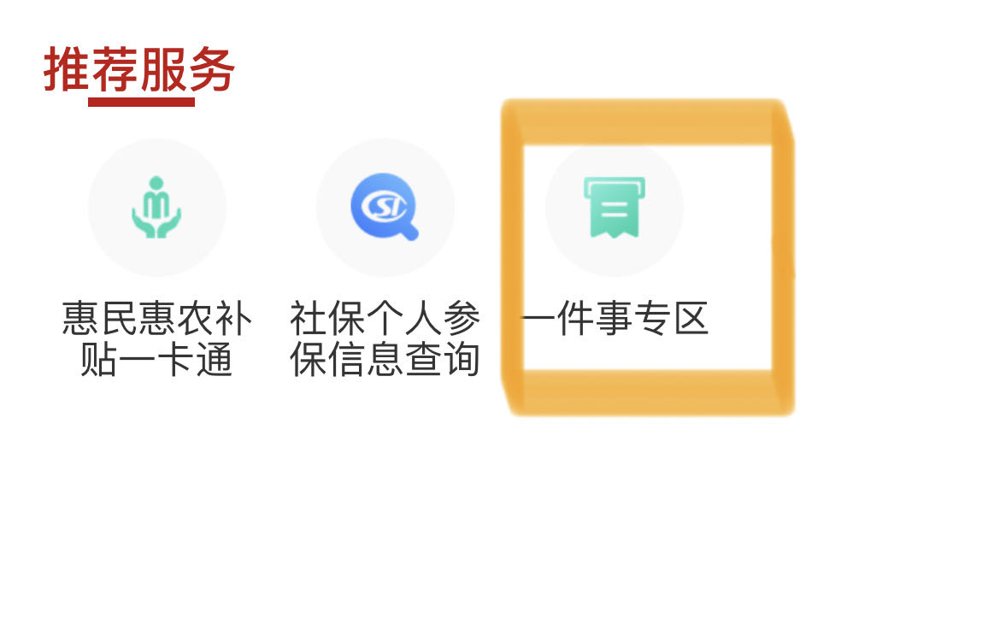 推荐服务
惠民惠农补
贴一卡通
社保个人参
保信息查询
一件事专区